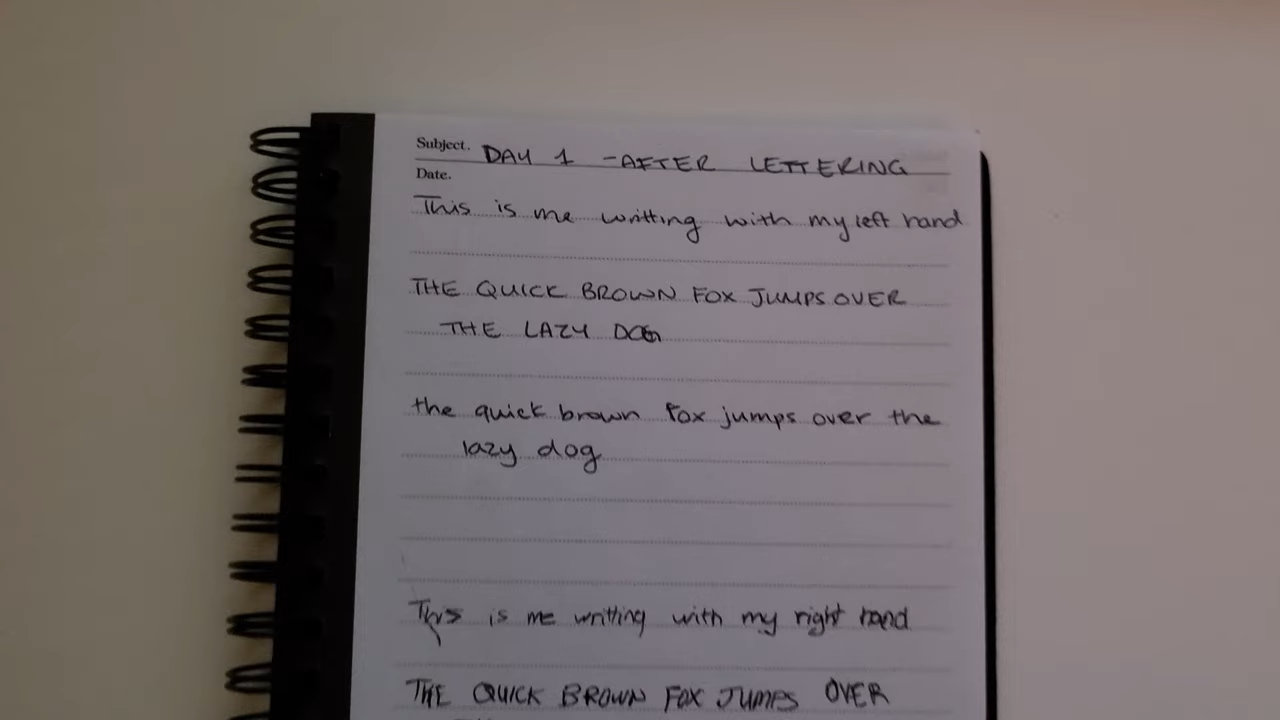 Subject. DAY 1 - AFTER LETTERING
Date.
This is me writting with my left hand
THE QUICK BROWN FOX JUMPS OVER
THE LAZY DOG
the quick brown fox jumps over the
lazy dog
This is me writting with my right hand
THE QUICK BROWN FOX JUMPS OVER